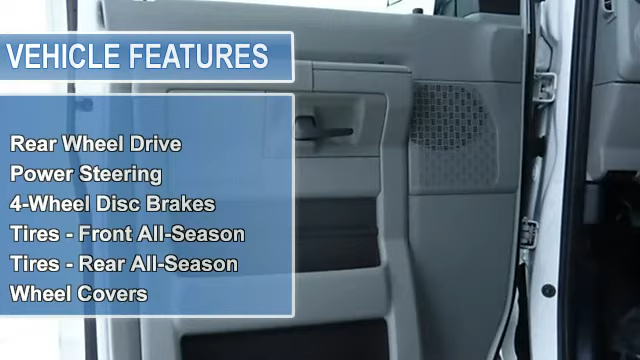 VEHICLE FEATURES
Rear Wheel Drive
Power Steering
4-Wheel Disc Brakes
Tires - Front All-Season
Tires - Rear All-Season
Wheel Covers